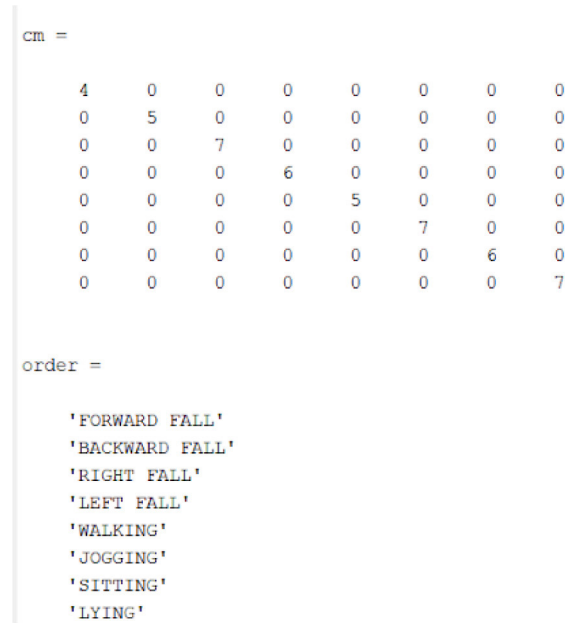 cm =
4 0 0 0 0 0 0 0
0 5 0 0 0 0 0 0
0 0 7 0 0 0 0 0
0 0 0 6 0 0 0 0
0 0 0 0 5 0 0 0
0 0 0 0 0 7 0 0
0 0 0 0 0 0 6 0
0 0 0 0 0 0 0 7
order =
'FORWARD FALL'
'BACKWARD FALL'
'RIGHT FALL'
'LEFT FALL'
'WALKING'
'JOGGING'
'SITTING'
'LYING'